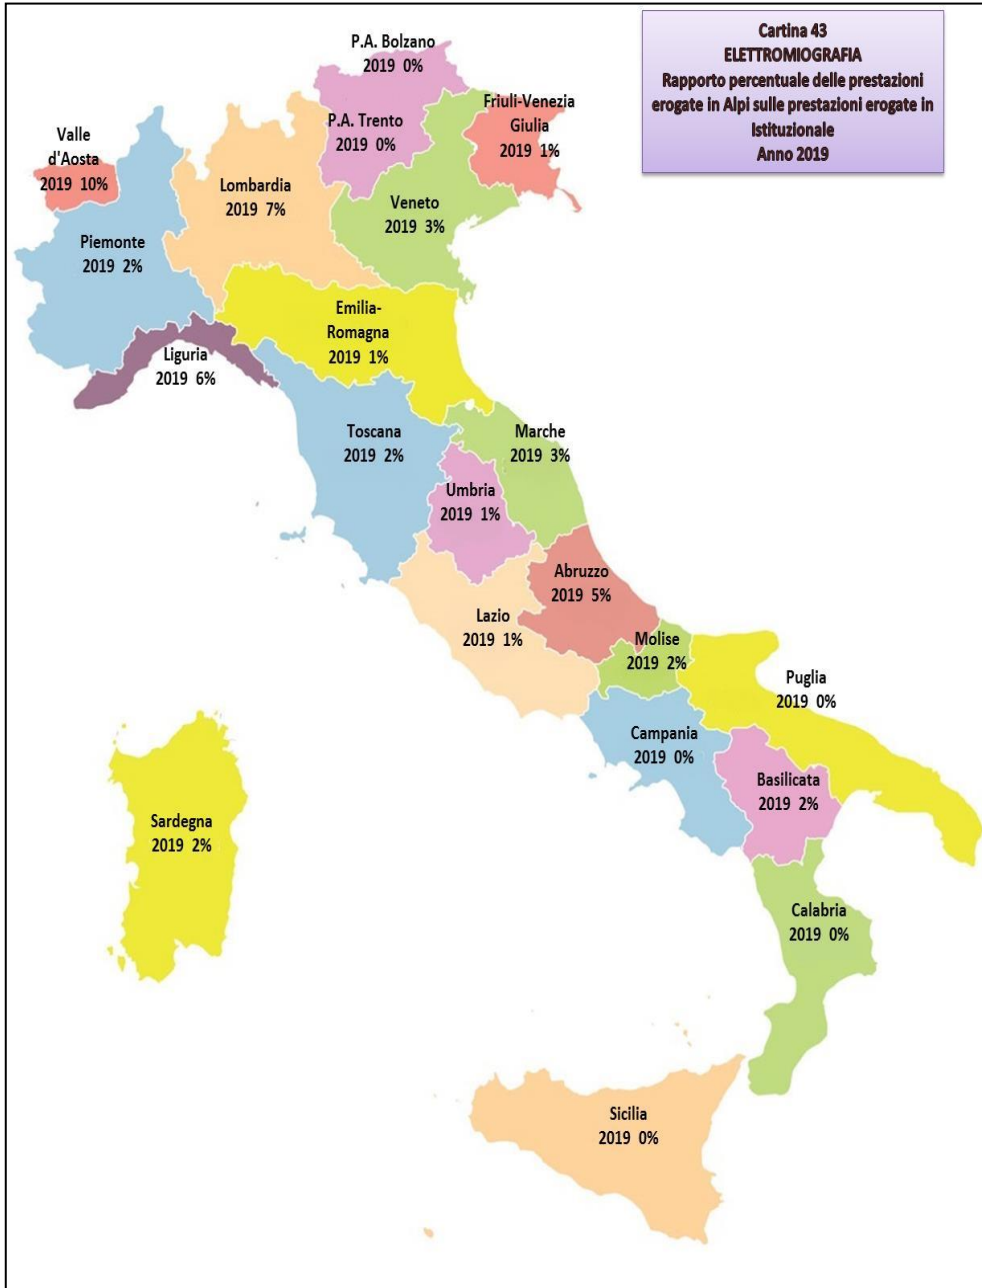 Cartina 43
ELETTROMIOGRAFIA
Rapporto percentuale delle prestazioni
erogate in Alpi sulle prestazioni erogate in
Istituzionale
Anno 2019
P.A. Bolzano
2019 0%
P.A. Trento
2019 0%
Friuli-Venezia
Giulia
2019 1%
Valle
d'Aosta
2019 10%
Lombardia
2019 7%
Veneto
2019 3%
Piemonte
2019 2%
Emilia-
Romagna
2019 1%
Liguria
2019 6%
Toscana
2019 2%
Marche
2019 3%
Umbria
2019 1%
Abruzzo
2019 5%
Lazio
2019 1%
Molise
2019 2%
Puglia
2019 0%
Campania
2019 0%
Basilicata
2019 2%
Sardegna
2019 2%
Calabria
2019 0%
Sicilia
2019 0%